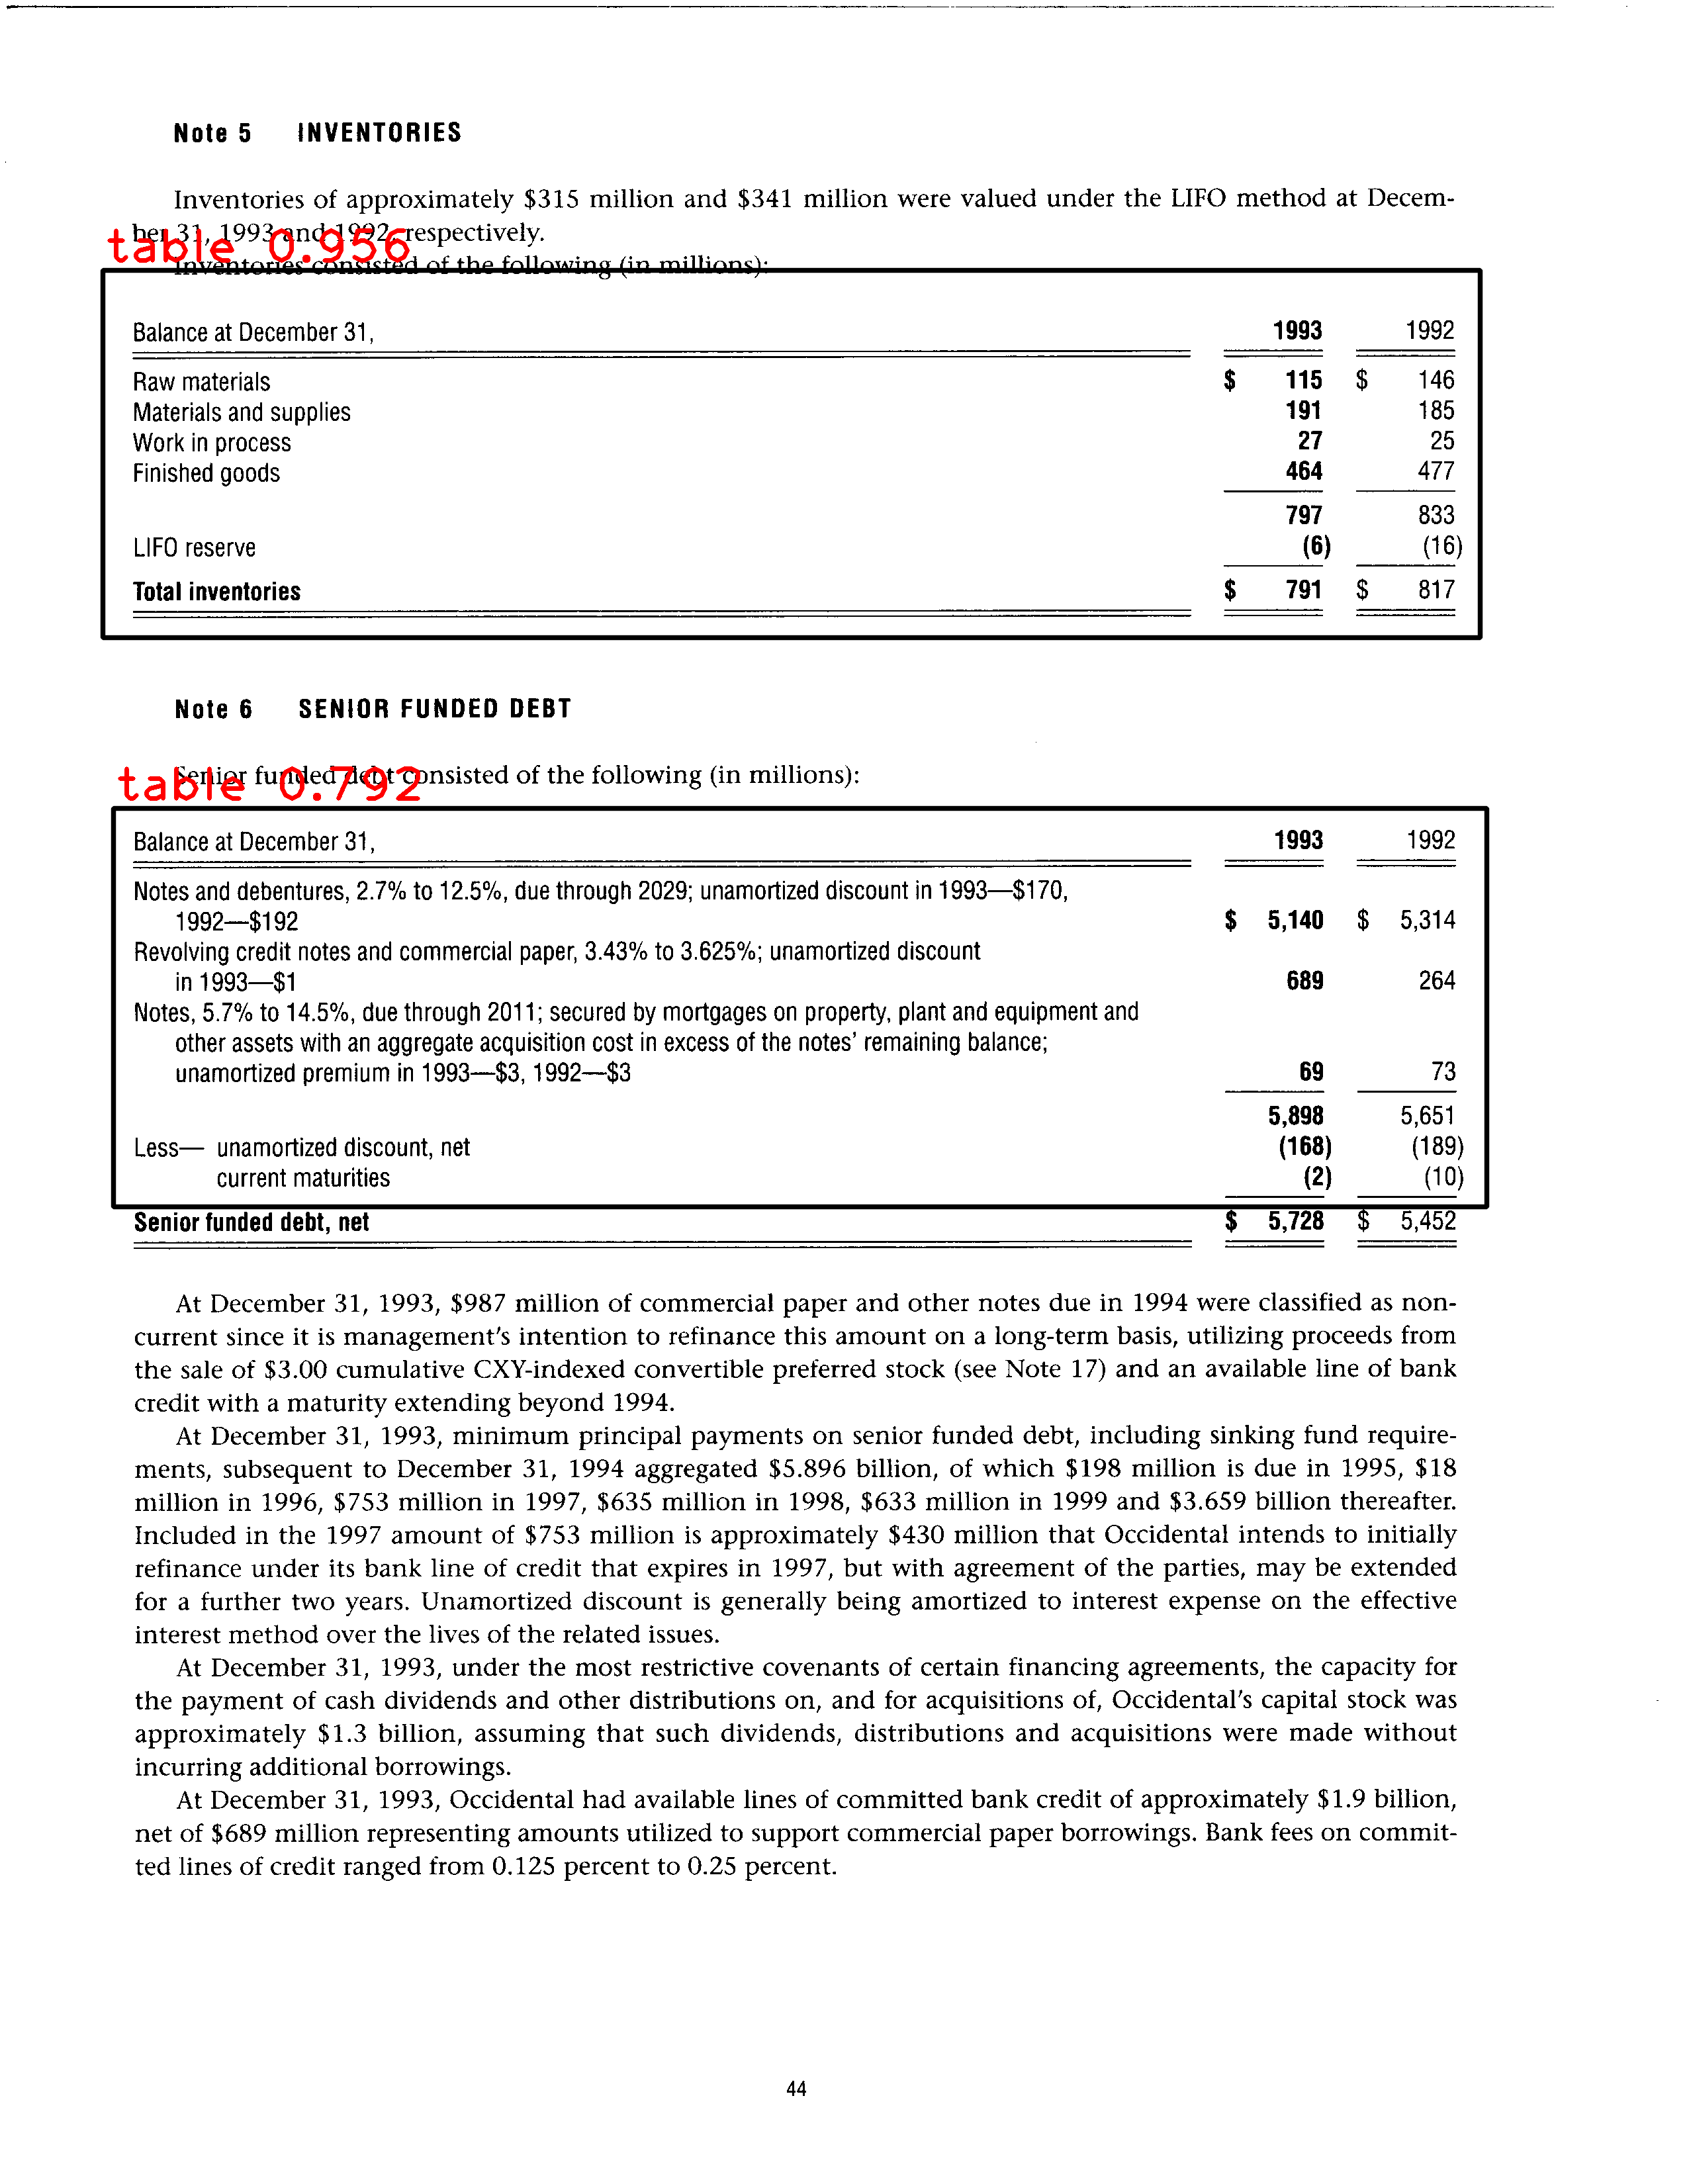 Note 5 INVENTORIES
Inventories of approximately $315 million and $341 million were valued under the LIFO method at Decem-
ber 31, 1993 and 1992, respectively.
table 0.956
Inventories consisted of the following (in millions):
Balance at December 31, 1993 1992
Raw materials $ 115 $ 146
Materials and supplies 191 185
Work in process 27 25
Finished goods 464 477
797 833
LIFO reserve (6) (16)
Total inventories $ 791 $ 817
Note 6 SENIOR FUNDED DEBT
Senior funded debt consisted of the following (in millions):
table 0.792
Balance at December 31, 1993 1992
Notes and debentures, 2.7% to 12.5%, due through 2029; unamortized discount in 1993—$170,
1992—$192 $ 5,140 $ 5,314
Revolving credit notes and commercial paper, 3.43% to 3.625%; unamortized discount
in 1993—$1 689 264
Notes, 5.7% to 14.5%, due through 2011; secured by mortgages on property, plant and equipment and
other assets with an aggregate acquisition cost in excess of the notes' remaining balance;
unamortized premium in 1993—$3, 1992—$3 69 73
5,898 5,651
Less— unamortized discount, net (168) (189)
current maturities (2) (10)
Senior funded debt, net $ 5,728 $ 5,452
At December 31, 1993, $987 million of commercial paper and other notes due in 1994 were classified as non-
current since it is management's intention to refinance this amount on a long-term basis, utilizing proceeds from
the sale of $3.00 cumulative CXY-indexed convertible preferred stock (see Note 17) and an available line of bank
credit with a maturity extending beyond 1994.
At December 31, 1993, minimum principal payments on senior funded debt, including sinking fund require-
ments, subsequent to December 31, 1994 aggregated $5.896 billion, of which $198 million is due in 1995, $18
million in 1996, $753 million in 1997, $635 million in 1998, $633 million in 1999 and $3.659 billion thereafter.
Included in the 1997 amount of $753 million is approximately $430 million that Occidental intends to initially
refinance under its bank line of credit that expires in 1997, but with agreement of the parties, may be extended
for a further two years. Unamortized discount is generally being amortized to interest expense on the effective
interest method over the lives of the related issues.
At December 31, 1993, under the most restrictive covenants of certain financing agreements, the capacity for
the payment of cash dividends and other distributions on, and for acquisitions of, Occidental's capital stock was
approximately $1.3 billion, assuming that such dividends, distributions and acquisitions were made without
incurring additional borrowings.
At December 31, 1993, Occidental had available lines of committed bank credit of approximately $1.9 billion,
net of $689 million representing amounts utilized to support commercial paper borrowings. Bank fees on commit-
ted lines of credit ranged from 0.125 percent to 0.25 percent.
44